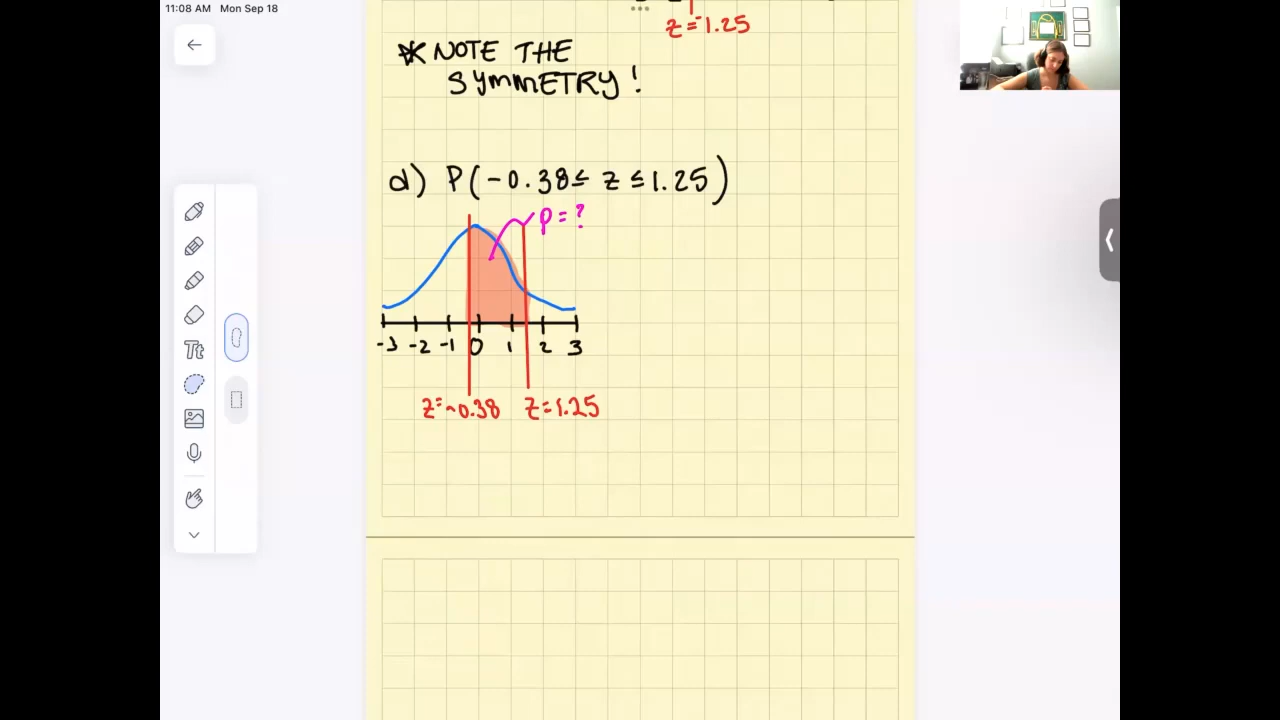 11:08 AM Mon Sep 18
z=-1.25
* NOTE THE
SYMMETRY!
d) P(-0.38≤ z ≤1.25)
P=?
-3 -2 -1 0 1 2 3
z=-0.38 z=1.25
Tt